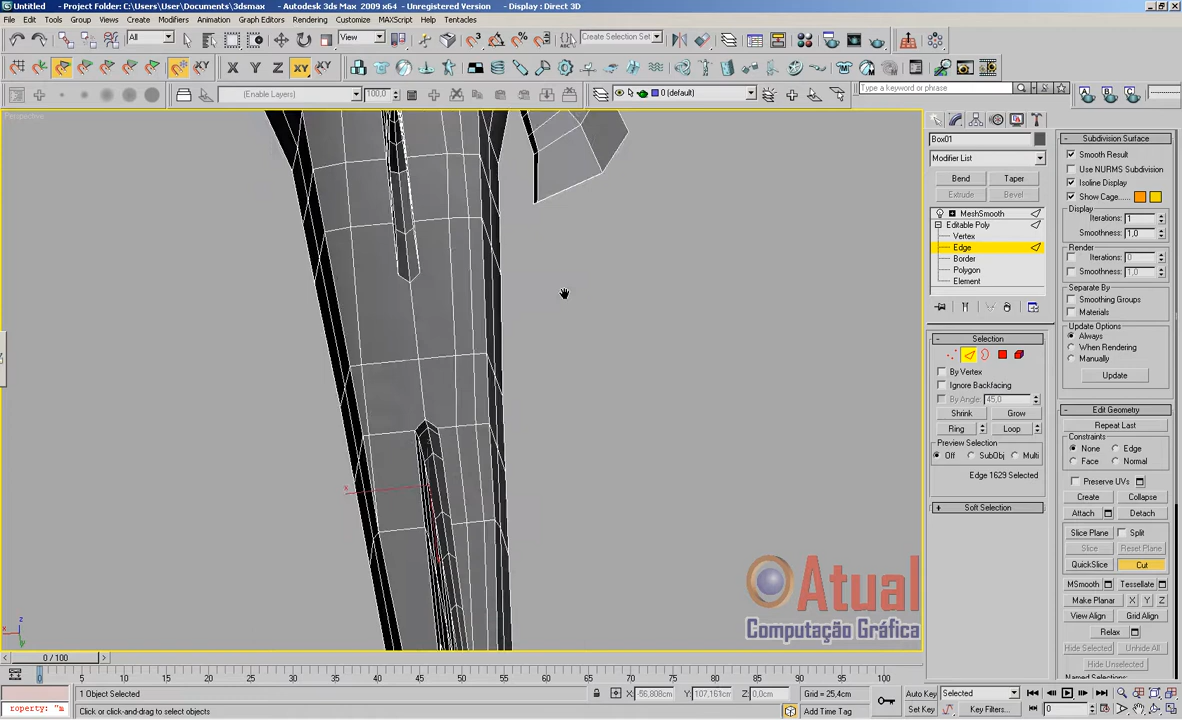 Untitled - Project Folder: C:\Users\User\Documents\3dsmax - Autodesk 3ds Max 2009 x64 - Unregistered Version - Display : Direct 3D
File Edit Tools Group Views Create Modifiers Animation Graph Editors Rendering Customize MAXScript Help Tentacles
All View Create Selection Set
X Y Z XY XY
(Enable Layers) 100,0 0 (default) Type a keyword or phrase
Perspective
Box01
Modifier List
Bend Taper
Extrude Bevel
MeshSmooth
Editable Poly
Vertex
Edge
Border
Polygon
Element
Selection
By Vertex
Ignore Backfacing
By Angle: 45,0
Shrink Grow
Ring Loop
Preview Selection
Off SubObj Multi
Edge 1629 Selected
Soft Selection
Subdivision Surface
Smooth Result
Use NURMS Subdivision
Isoline Display
Show Cage......
Display
Iterations: 1
Smoothness: 1,0
Render
Iterations: 0
Smoothness: 1,0
Separate By
Smoothing Groups
Materials
Update Options
Always
When Rendering
Manually
Update
Edit Geometry
Repeat Last
Constraints
None Edge
Face Normal
Preserve UVs
Create Collapse
Attach Detach
Slice Plane Split
Slice Reset Plane
QuickSlice Cut
MSmooth Tessellate
Make Planar X Y Z
View Align Grid Align
Relax
Hide Selected Unhide All
Hide Unselected
Named Selections:
x
z
x y
Atual
Computação Gráfica
0 / 100
0 5 10 15 20 25 30 35 40 45 50 55 60 65 70 75 80 85 90 95 100
1 Object Selected X: -56,808cm Y: 107,161cm Z: 0,0cm Grid = 25,4cm Auto Key Selected
roperty: "m Click or click-and-drag to select objects Add Time Tag Set Key Key Filters... 0